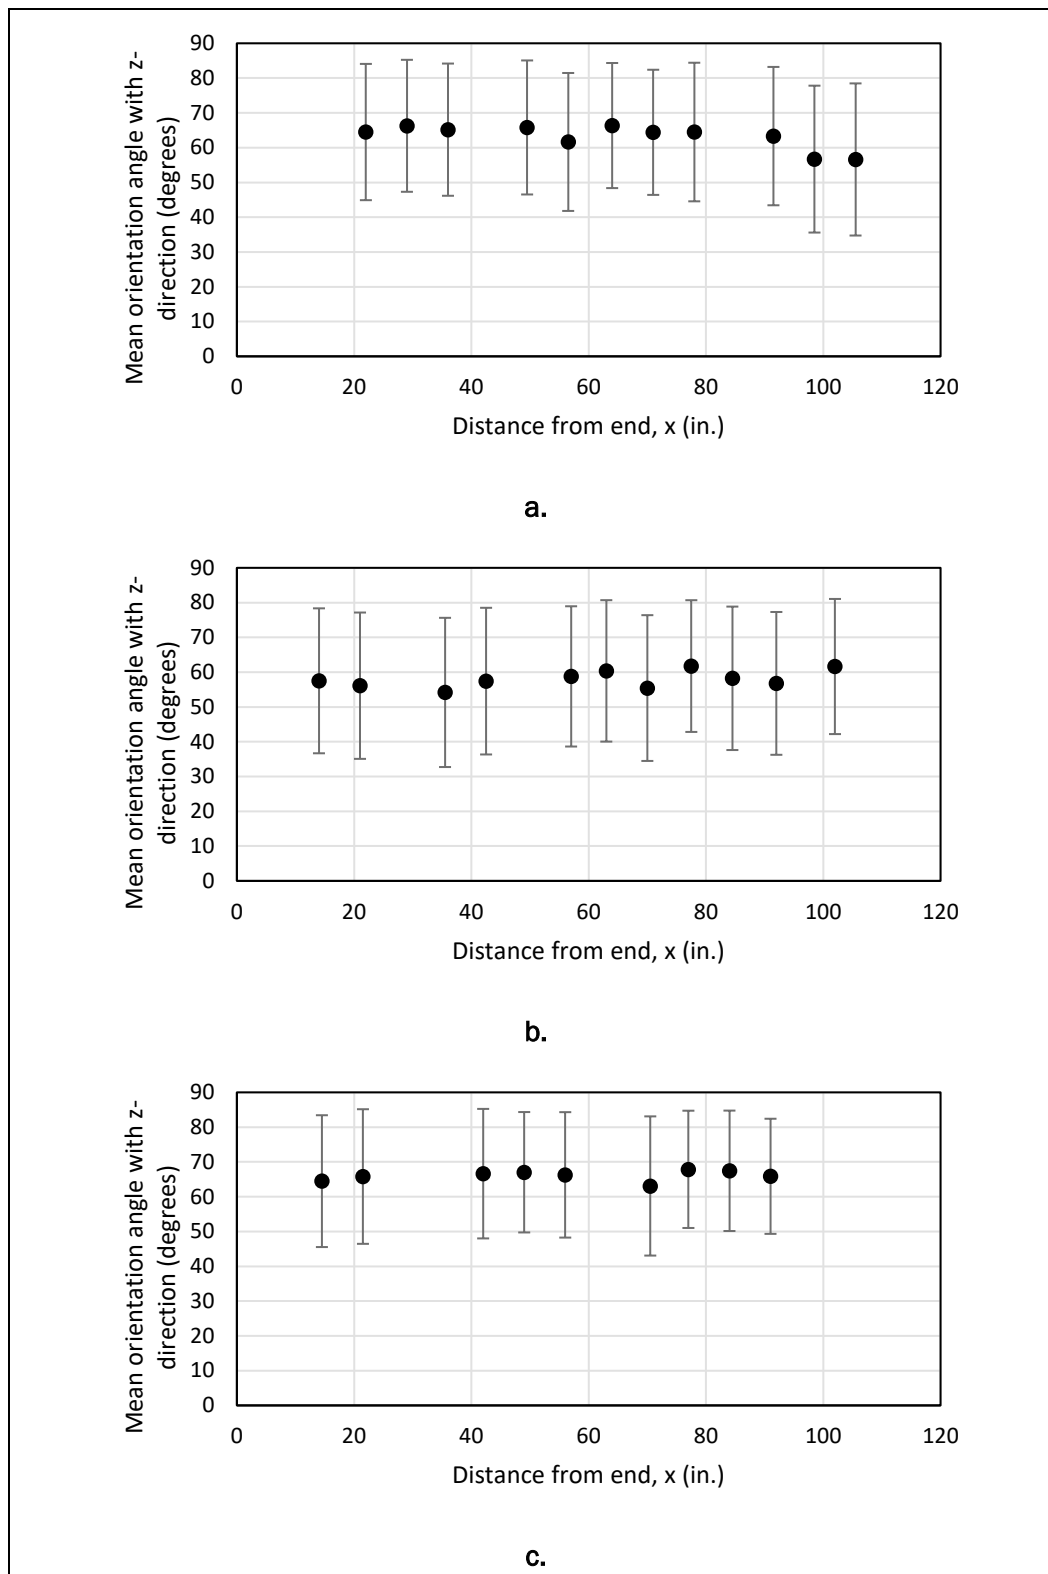 Mean orientation angle with z-
direction (degrees)
90
80
70
60
50
40
30
20
10
0
0 20 40 60 80 100 120
Distance from end, x (in.)
a.
Mean orientation angle with z-
direction (degrees)
90
80
70
60
50
40
30
20
10
0
0 20 40 60 80 100 120
Distance from end, x (in.)
b.
Mean orientation angle with z-
direction (degrees)
90
80
70
60
50
40
30
20
10
0
0 20 40 60 80 100 120
Distance from end, x (in.)
c.